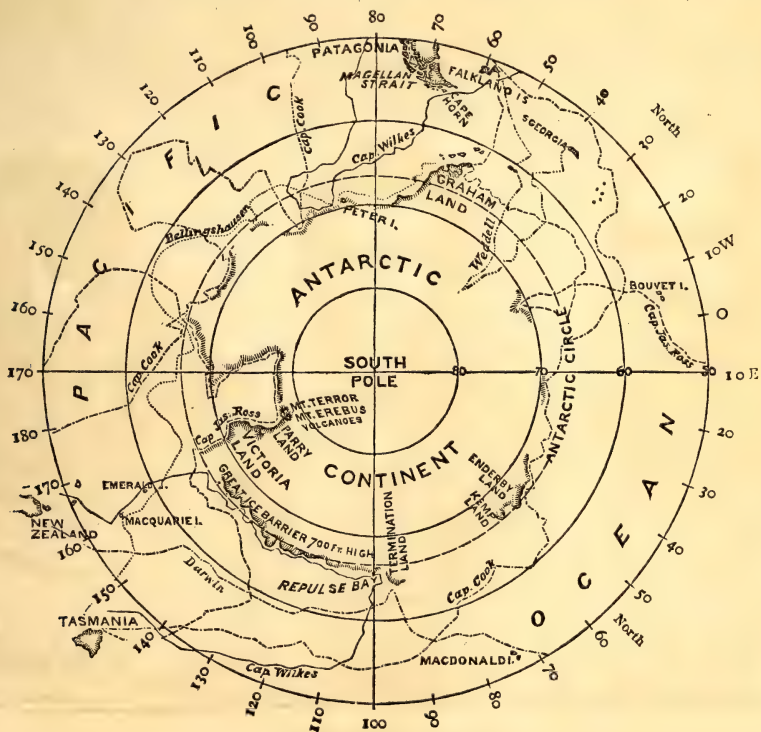 100
90
80
70
60
50
40
North
30
20
10W
0
10E
20
30
40
50
North
60
70
80
90
100
110
120
130
140
150
160
170
180
170
160
150
140
130
120
110
PATAGONIA
MAGELLAN
STRAIT
CAPE
HORN
FALKLAND IS
S GEORGIA
Cap. Cook
Cap. Wilkes
PACIFIC
Bellingshausen
PETER I.
GRAHAM
LAND
Weddell
BOUVET I.
Cap. Jas. Ross
ANTARCTIC
CONTINENT
ANTARCTIC CIRCLE
SOUTH
POLE
80
70
60
50
Cap. Cook
Cap. Jas. Ross
MT. TERROR
MT. EREBUS
VOLCANOES
PARRY
LAND
VICTORIA
LAND
GREAT ICE BARRIER 700 FT. HIGH
ENDERBY
LAND
KEMP
LAND
TERMINATION
LAND
EMERALD I.
NEW
ZEALAND
MACQUARIE I.
Darwin
REPULSE BA
Cap. Cook
OCEAN
TASMANIA
Cap. Wilkes
MACDONALD I.